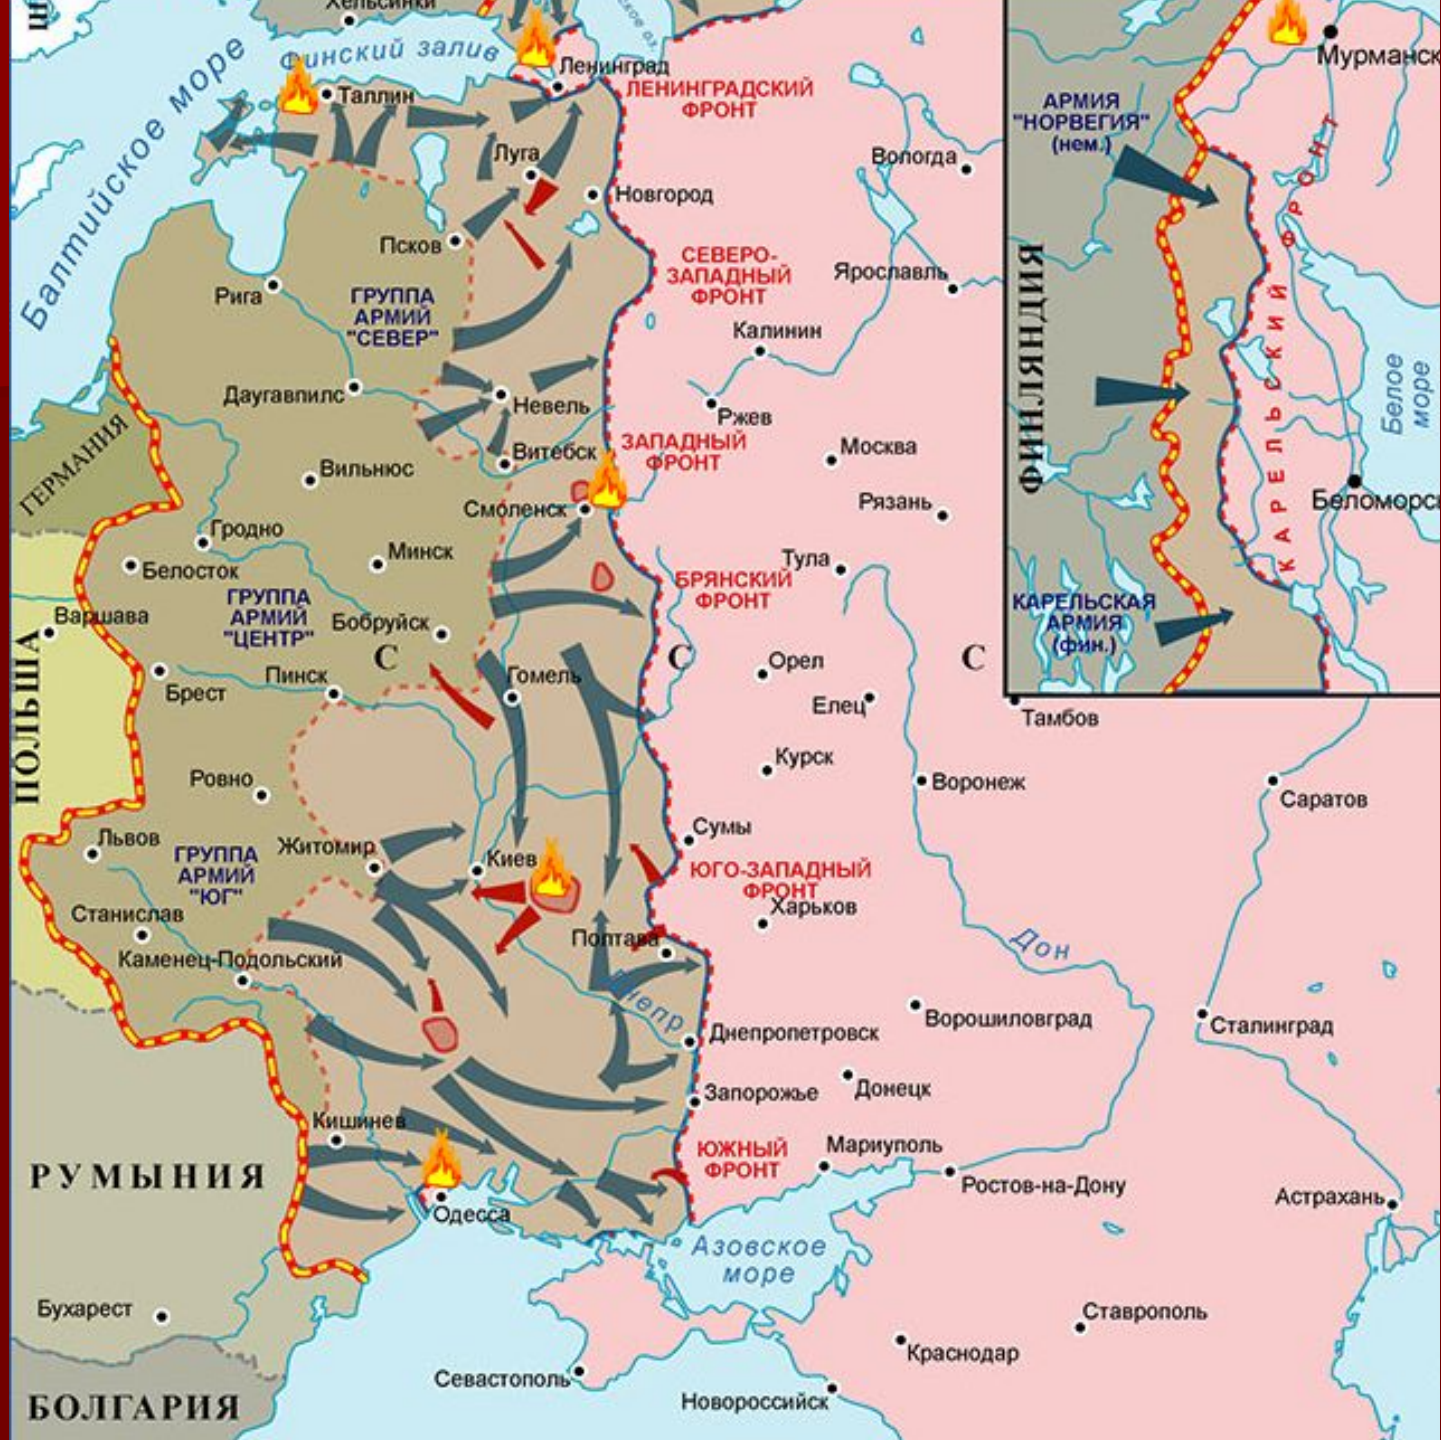 Хельсинки
Финский залив
Балтийское море
Таллин
Ленинград
ЛЕНИНГРАДСКИЙ
ФРОНТ
Луга
Новгород
Вологда
Псков
СЕВЕРО-
ЗАПАДНЫЙ
ФРОНТ
Ярославль
Рига
ГРУППА
АРМИЙ
"СЕВЕР"
Калинин
Даугавпилс
Невель
Ржев
ГЕРМАНИЯ
Вильнюс
Витебск
ЗАПАДНЫЙ
ФРОНТ
Москва
Смоленск
Рязань
Гродно
Минск
Белосток
Тула
БРЯНСКИЙ
ФРОНТ
ГРУППА
АРМИЙ
"ЦЕНТР"
Варшава
Бобруйск
С
С
С
ПОЛЬША
Брест
Пинск
Гомель
Орел
Елец
Тамбов
Ровно
Курск
Воронеж
Саратов
Львов
Житомир
Киев
Сумы
ГРУППА
АРМИЙ
"ЮГ"
ЮГО-ЗАПАДНЫЙ
ФРОНТ
Харьков
Станислав
Полтава
Дон
Каменец-Подольский
Днепр
Днепропетровск
Ворошиловград
Сталинград
Запорожье
Донецк
Кишинев
ЮЖНЫЙ
ФРОНТ
Мариуполь
РУМЫНИЯ
Ростов-на-Дону
Астрахань
Одесса
Азовское
море
Бухарест
Ставрополь
Краснодар
Севастополь
Новороссийск
БОЛГАРИЯ
Мурманск
АРМИЯ
"НОРВЕГИЯ"
(нем.)
КАРЕЛЬСКИЙ ФРОНТ
ФИНЛЯНДИЯ
Белое
море
Беломорс
КАРЕЛЬСКАЯ
АРМИЯ
(фин.)